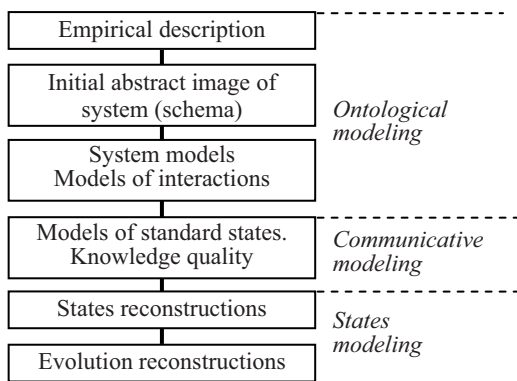 Empirical description
Initial abstract image of
system (schema)
Ontological
modeling
System models
Models of interactions
Models of standard states.
Knowledge quality
Communicative
modeling
States reconstructions
States
modeling
Evolution reconstructions